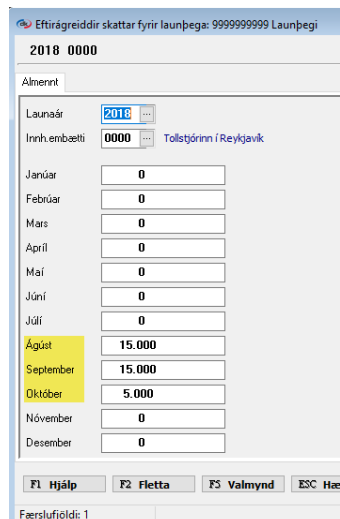 Eftirágreiddir skattar fyrir launþega: 9999999999 Launþegi
2018 0000
Almennt
Launaár 2018 ...
Innh.embætti 0000 ... Tollstjórinn í Reykjavík
Janúar 0
Febrúar 0
Mars 0
Apríl 0
Maí 0
Júní 0
Júlí 0
Ágúst 15.000
September 15.000
Október 5.000
Nóvember 0
Desember 0
F1 Hjálp F2 Fletta F5 Valmynd ESC Hæ
Færslufjöldi: 1